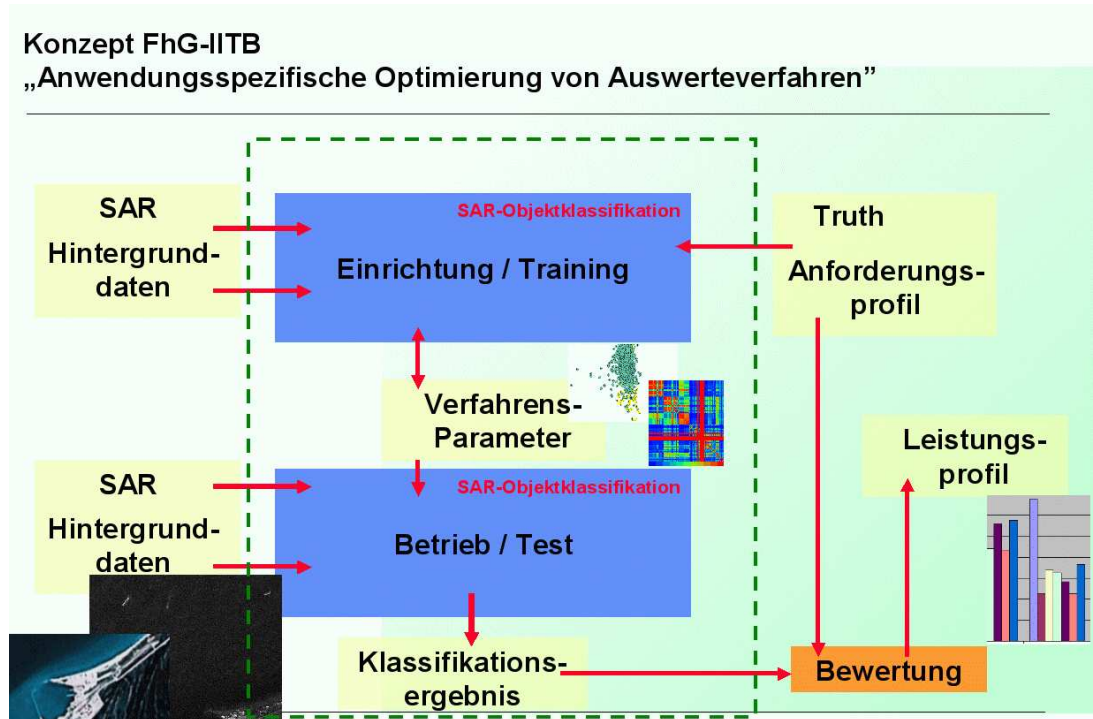 Konzept FhG-IITB
„Anwendungsspezifische Optimierung von Auswerteverfahren”
SAR
Hintergrund-
daten
SAR-Objektklassifikation
Einrichtung / Training
Truth
Anforderungs-
profil
Verfahrens-
Parameter
Leistungs-
profil
SAR
Hintergrund-
daten
SAR-Objektklassifikation
Betrieb / Test
Klassifikations-
ergebnis
Bewertung